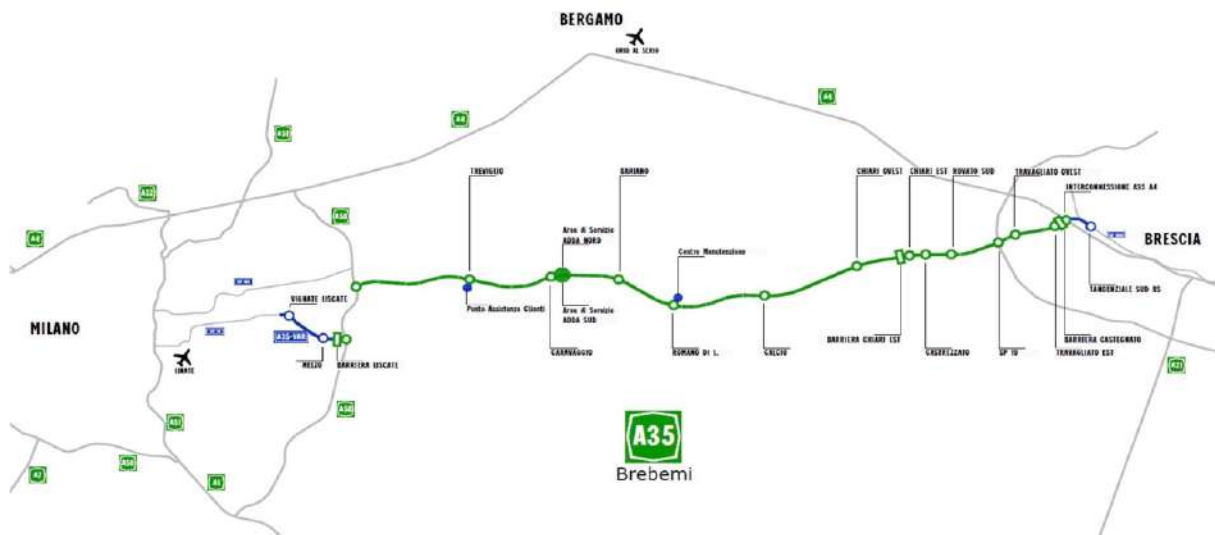 BERGAMO
ORIO AL SERIO
A4
A4
A52
A58
A4
TREVIGLIO
BARIANO
CHIARI OVEST
CHIARI EST
ROVATO SUD
TRAVAGLIATO OVEST
INTERCONNESSIONE A35 A4
BRESCIA
Area di Servizio
ADDA NORD
Centro Manutenzione
VIGNATE LISCATE
Punto Assistenza Clienti
Area di Servizio
ADDA SUD
TANGENZIALE SUD BS
MILANO
A35-VAR
LINATE
MELZO
BARRIERA LISCATE
CARAVAGGIO
ROMANO DI L.
CALCIO
BARRIERA CHIARI EST
CASTREZZATO
SP 19
BARRIERA CASTEGNATO
TRAVAGLIATO EST
A21
A58
A51
A50
A7
A1
A35
Brebemi